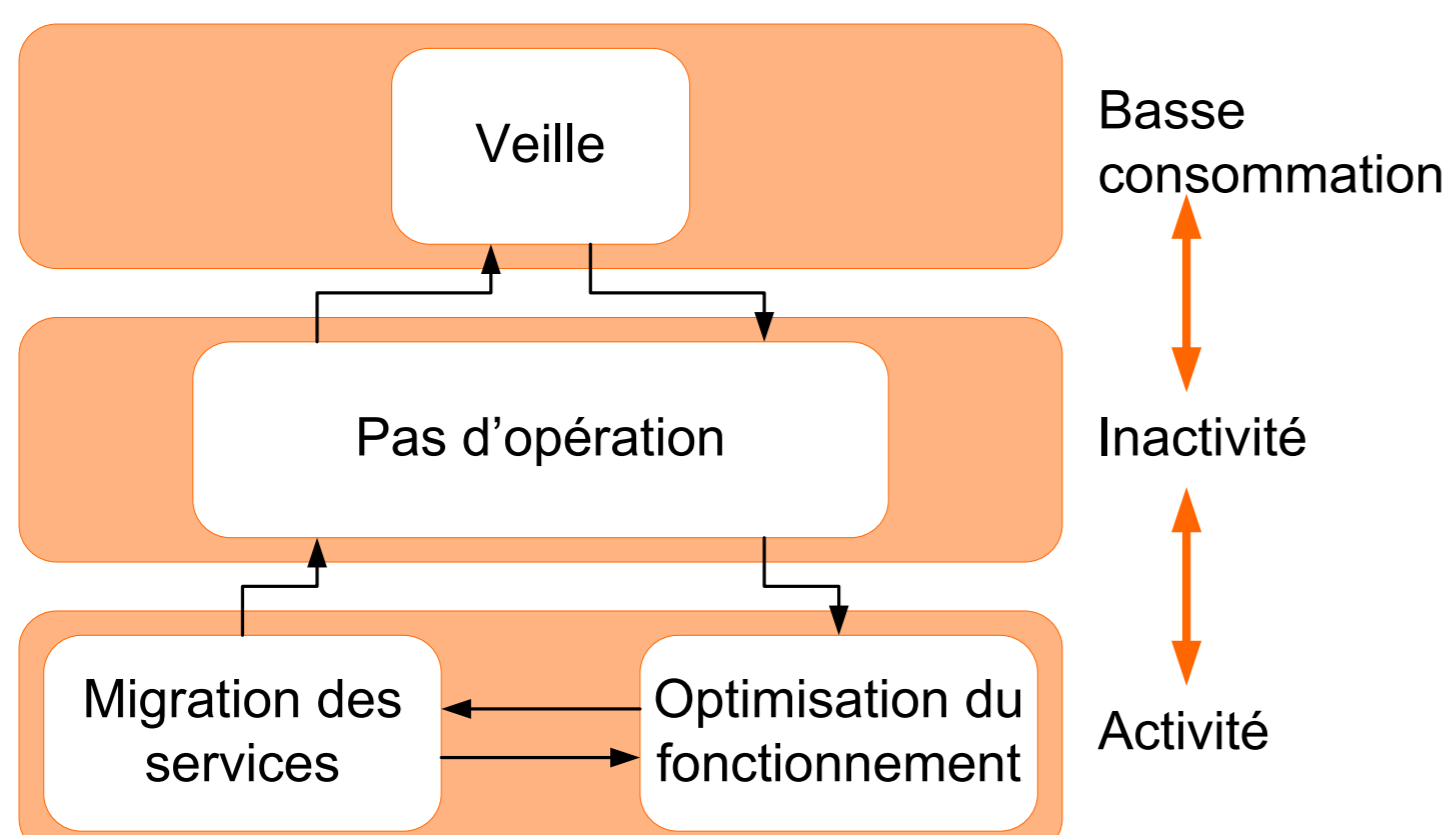 Veille
Basse
consommation
Pas d’opération
Inactivité
Migration des
services
Optimisation du
fonctionnement
Activité